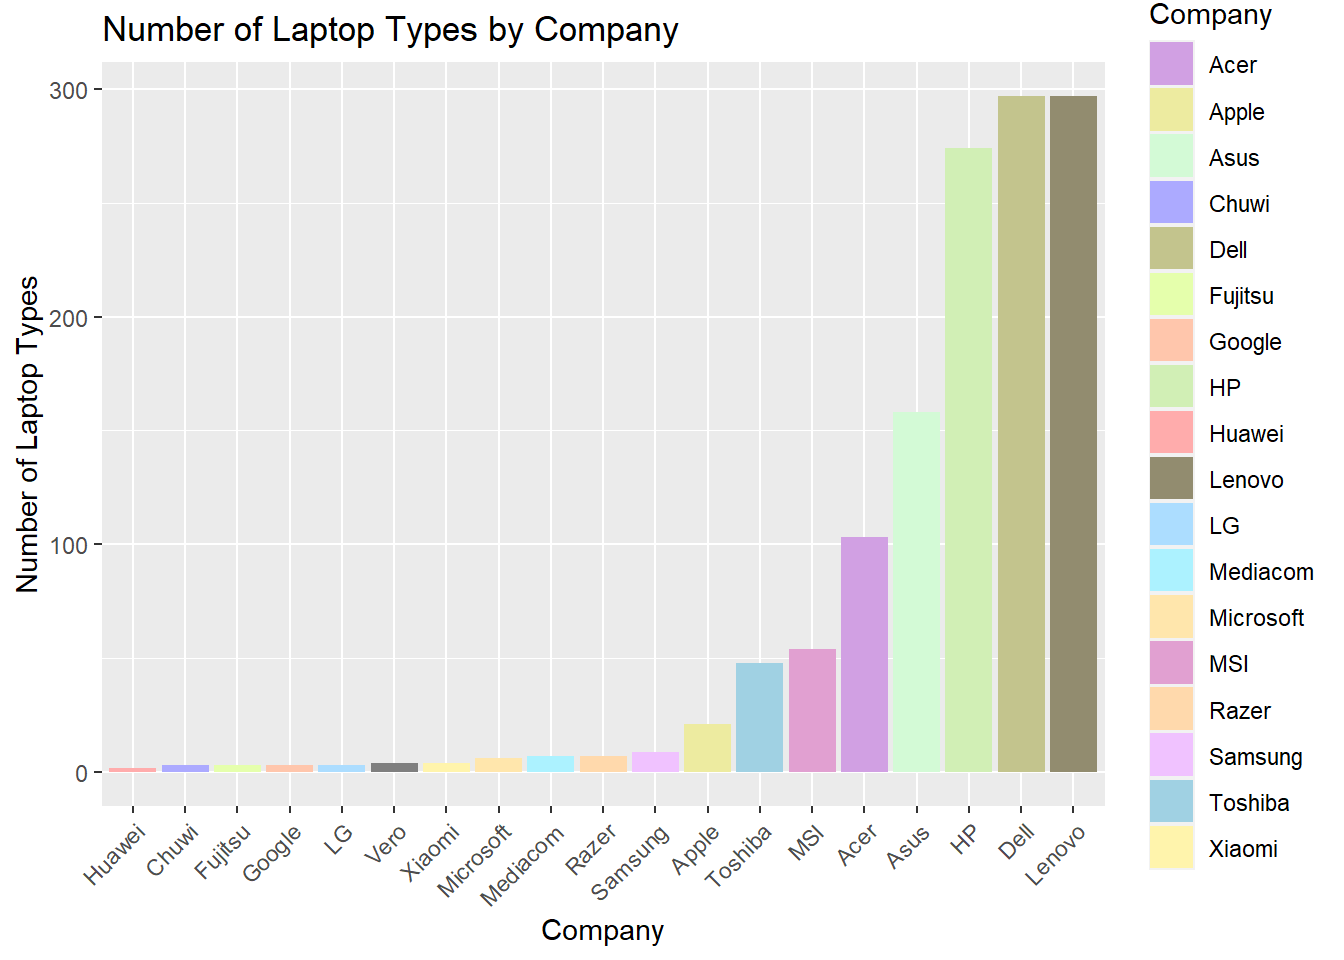 Number of Laptop Types by Company
Number of Laptop Types
300
200
100
0
Huawei
Chuwi
Fujitsu
Google
LG
Vero
Xiaomi
Microsoft
Mediacom
Razer
Samsung
Apple
Toshiba
MSI
Acer
Asus
HP
Dell
Lenovo
Company
Company
Acer
Apple
Asus
Chuwi
Dell
Fujitsu
Google
HP
Huawei
Lenovo
LG
Mediacom
Microsoft
MSI
Razer
Samsung
Toshiba
Xiaomi